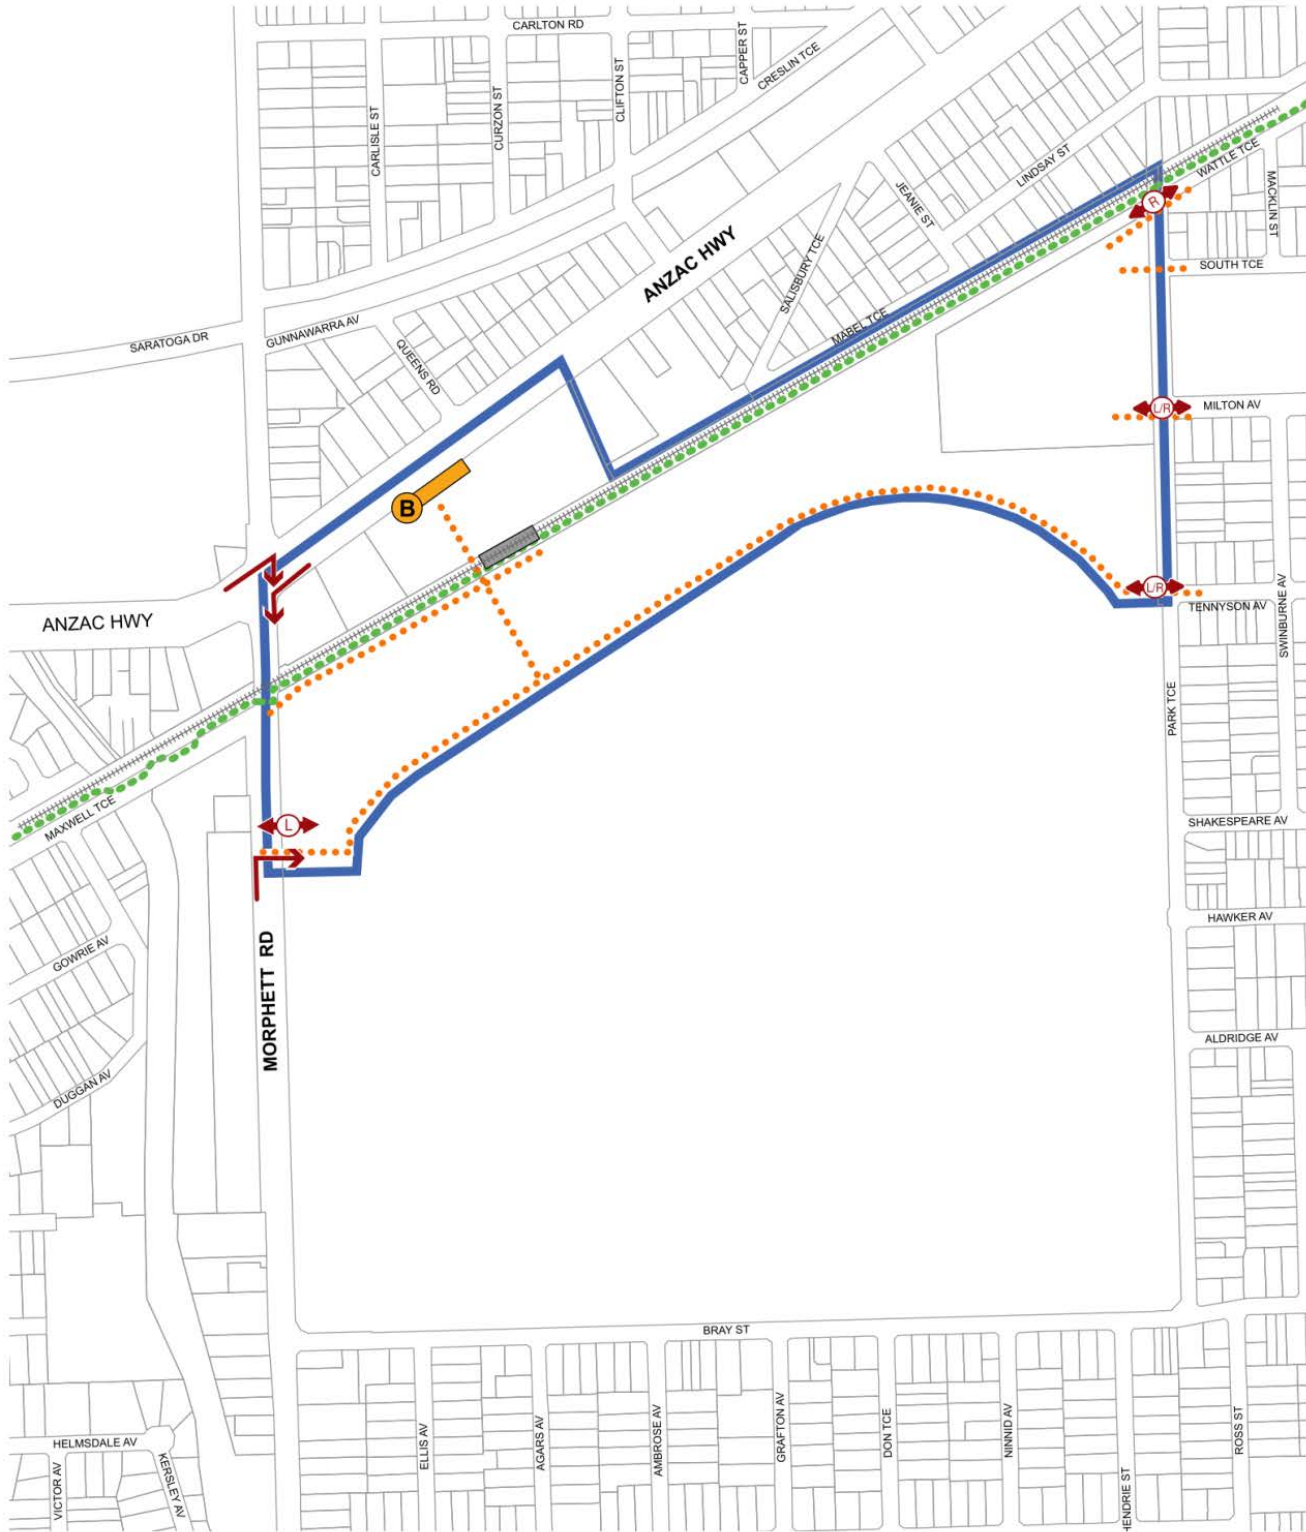 CARLTON RD
CARLISLE ST
CURZON ST
CLIFTON ST
CAPPER ST
CRESLIN TCE
ANZAC HWY
SALISBURY TCE
JEANIE ST
LINDSAY ST
WATTLE TCE
MACKLIN ST
R
SOUTH TCE
SARATOGA DR
GUNNAWARRA AV
QUEENS RD
MABEL TCE
L/R
MILTON AV
B
L/R
TENNYSON AV
SWINBURNE AV
ANZAC HWY
PARK TCE
MAXWELL TCE
L
SHAKESPEARE AV
HAWKER AV
GOWRIE AV
MORPHETT RD
ALDRIDGE AV
DUGGAN AV
BRAY ST
HELMSDALE AV
VICTOR AV
KERSLEY AV
ELLIS AV
AGARS AV
AMBROSE AV
GRAFTON AV
DON TCE
NINNID AV
HENDRIE ST
ROSS ST